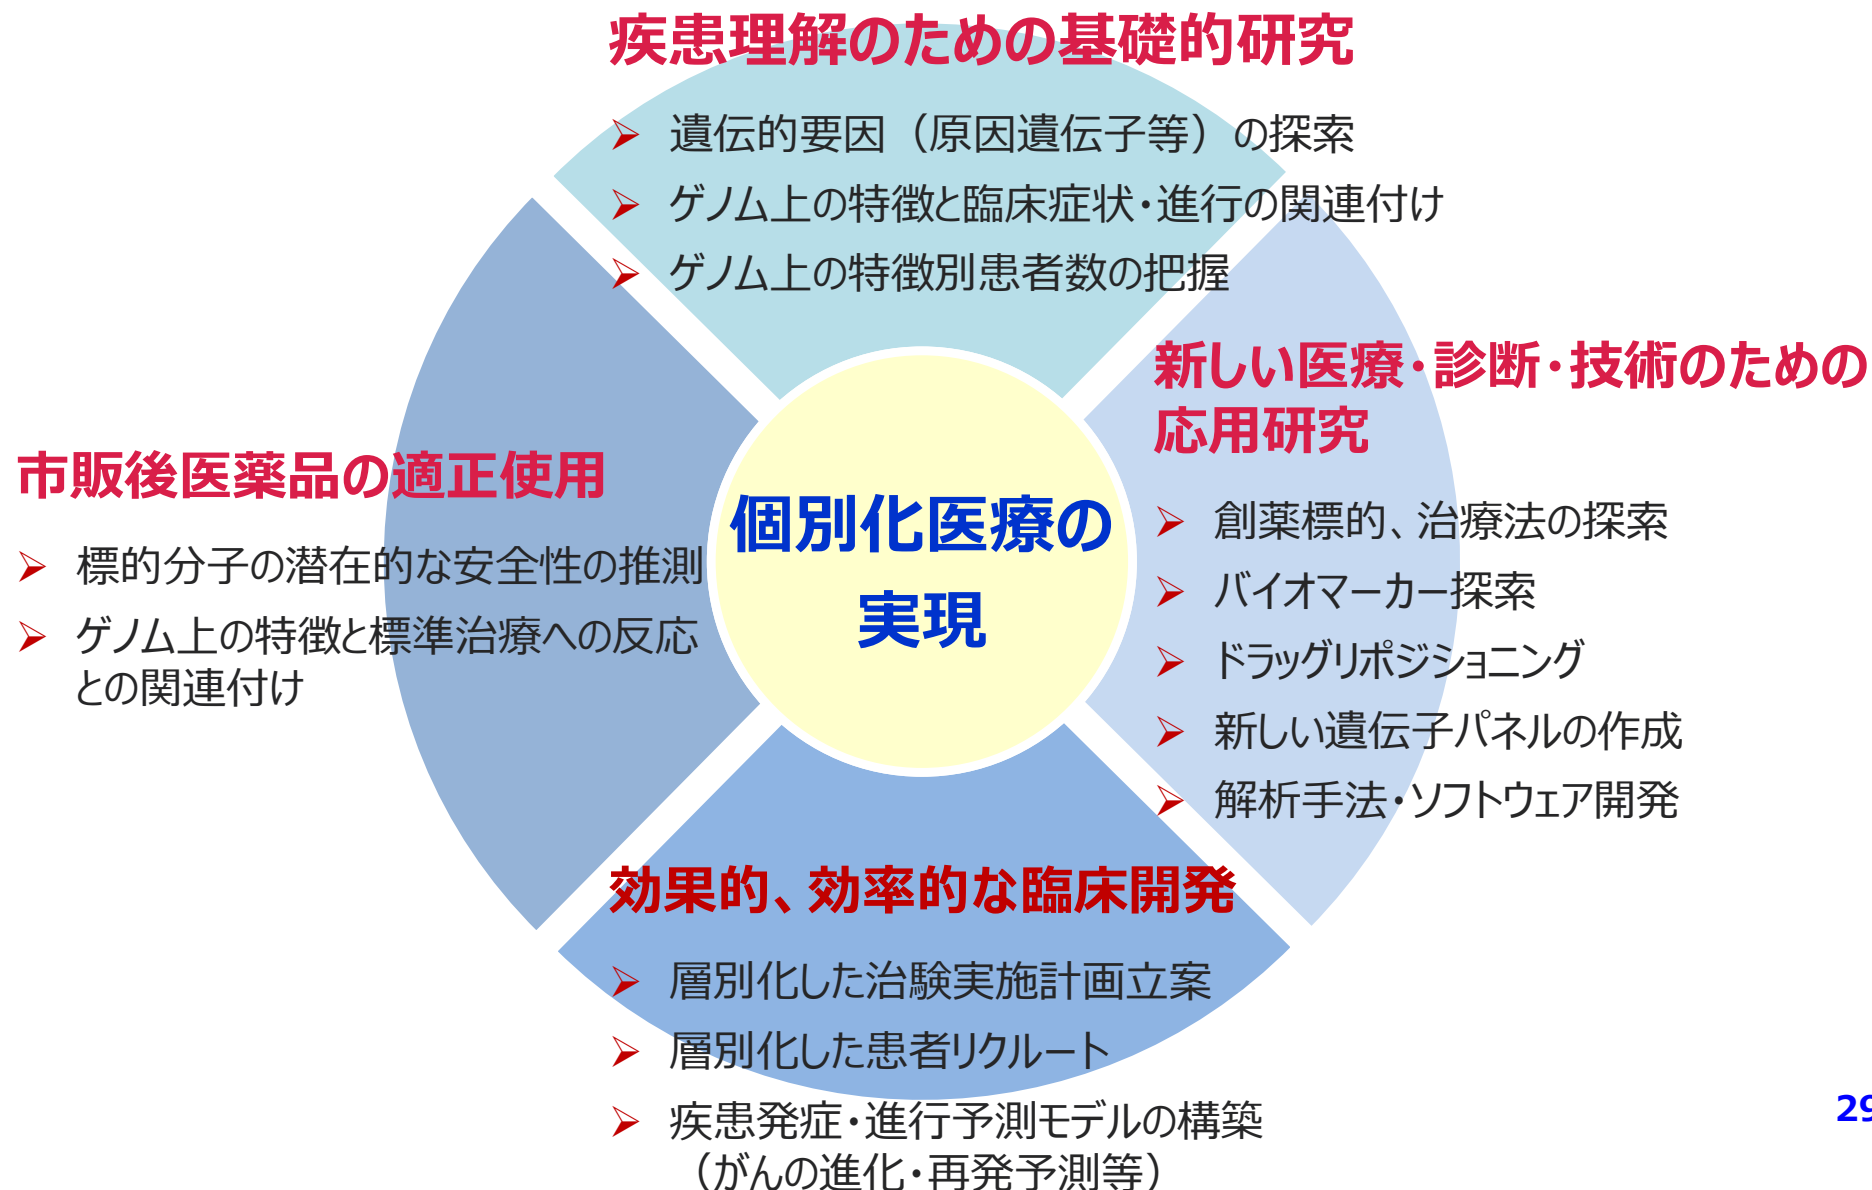 疾患理解のための基礎的研究
➢ 遺伝的要因（原因遺伝子等）の探索
➢ ゲノム上の特徴と臨床症状・進行の関連付け
➢ ゲノム上の特徴別患者数の把握
新しい医療・診断・技術のための
応用研究
➢ 創薬標的、治療法の探索
➢ バイオマーカー探索
➢ ドラッグリポジショニング
➢ 新しい遺伝子パネルの作成
➢ 解析手法・ソフトウェア開発
市販後医薬品の適正使用
➢ 標的分子の潜在的な安全性の推測
➢ ゲノム上の特徴と標準治療への反応
との関連付け
個別化医療の
実現
効果的、効率的な臨床開発
➢ 層別化した治験実施計画立案
➢ 層別化した患者リクルート
➢ 疾患発症・進行予測モデルの構築
（がんの進化・再発予測等）
29